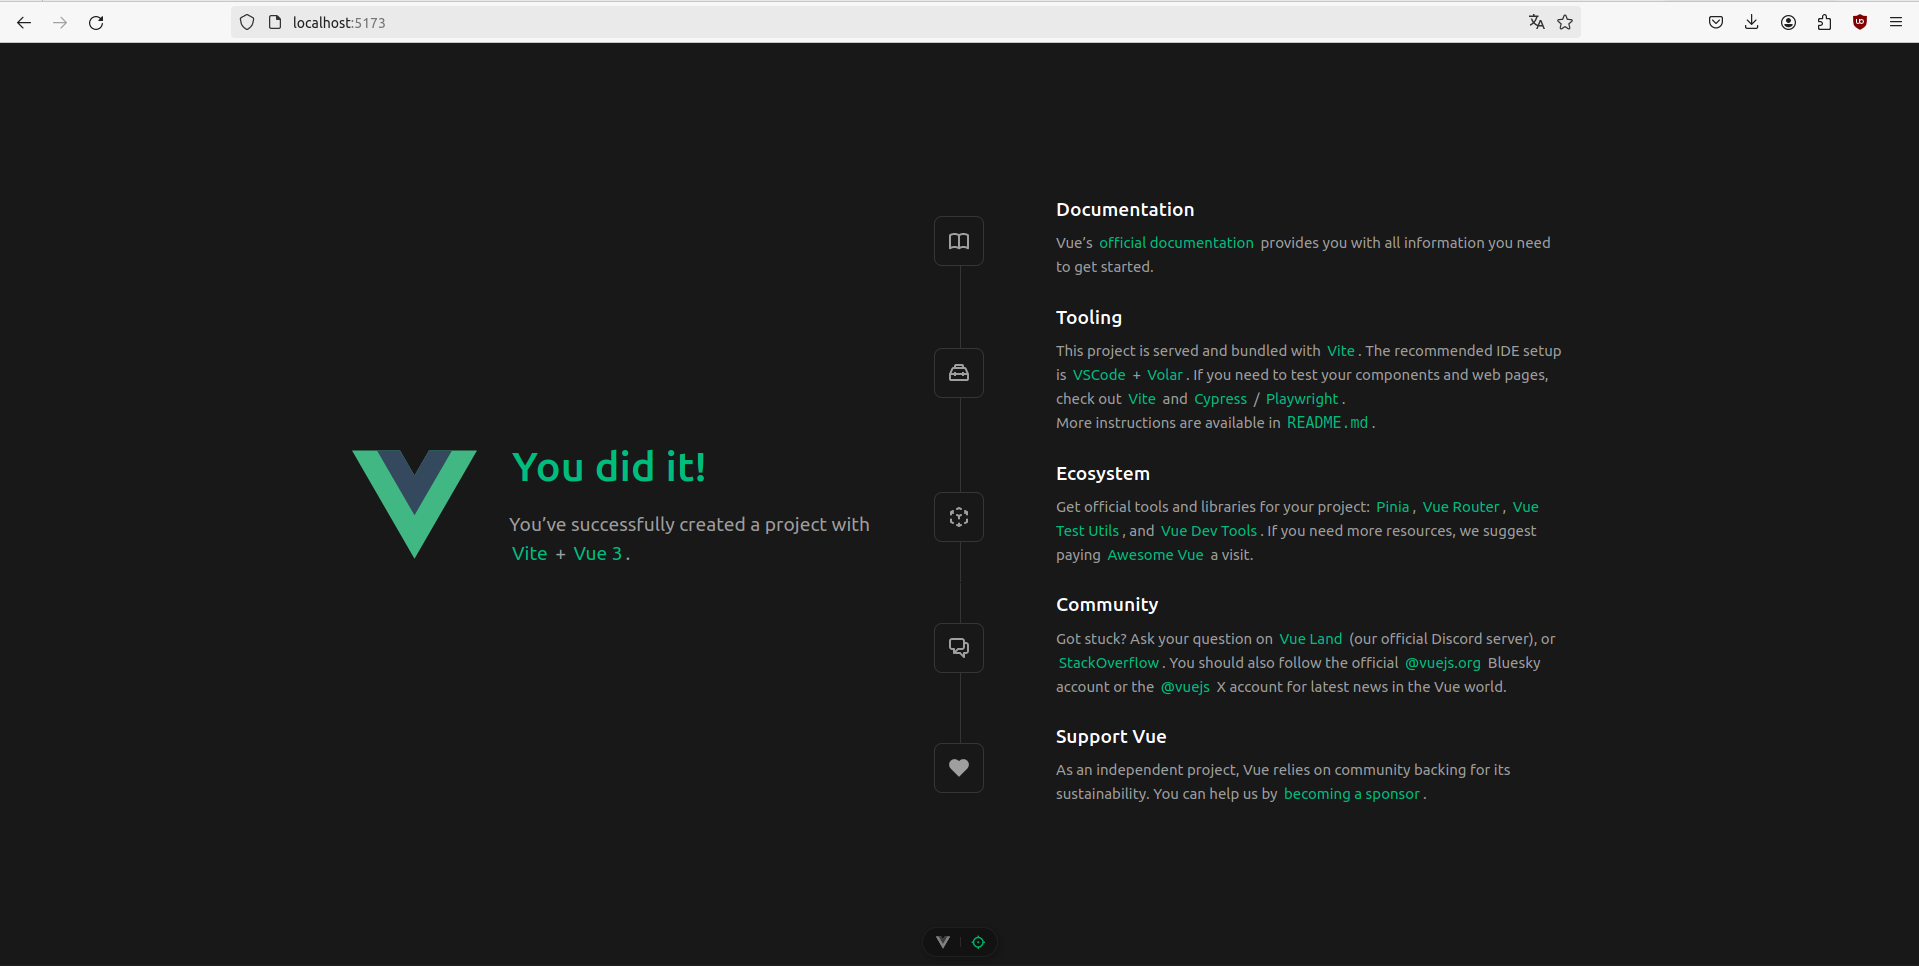 localhost:5173
You did it!
You've successfully created a project with
Vite + Vue 3.
Documentation
Vue's official documentation provides you with all information you need
to get started.
Tooling
This project is served and bundled with Vite. The recommended IDE setup
is VSCode + Volar. If you need to test your components and web pages,
check out Vite and Cypress / Playwright.
More instructions are available in README.md.
Ecosystem
Get official tools and libraries for your project: Pinia, Vue Router, Vue
Test Utils, and Vue Dev Tools. If you need more resources, we suggest
paying Awesome Vue a visit.
Community
Got stuck? Ask your question on Vue Land (our official Discord server), or
StackOverflow. You should also follow the official @vuejs.org Bluesky
account or the @vuejs X account for latest news in the Vue world.
Support Vue
As an independent project, Vue relies on community backing for its
sustainability. You can help us by becoming a sponsor.